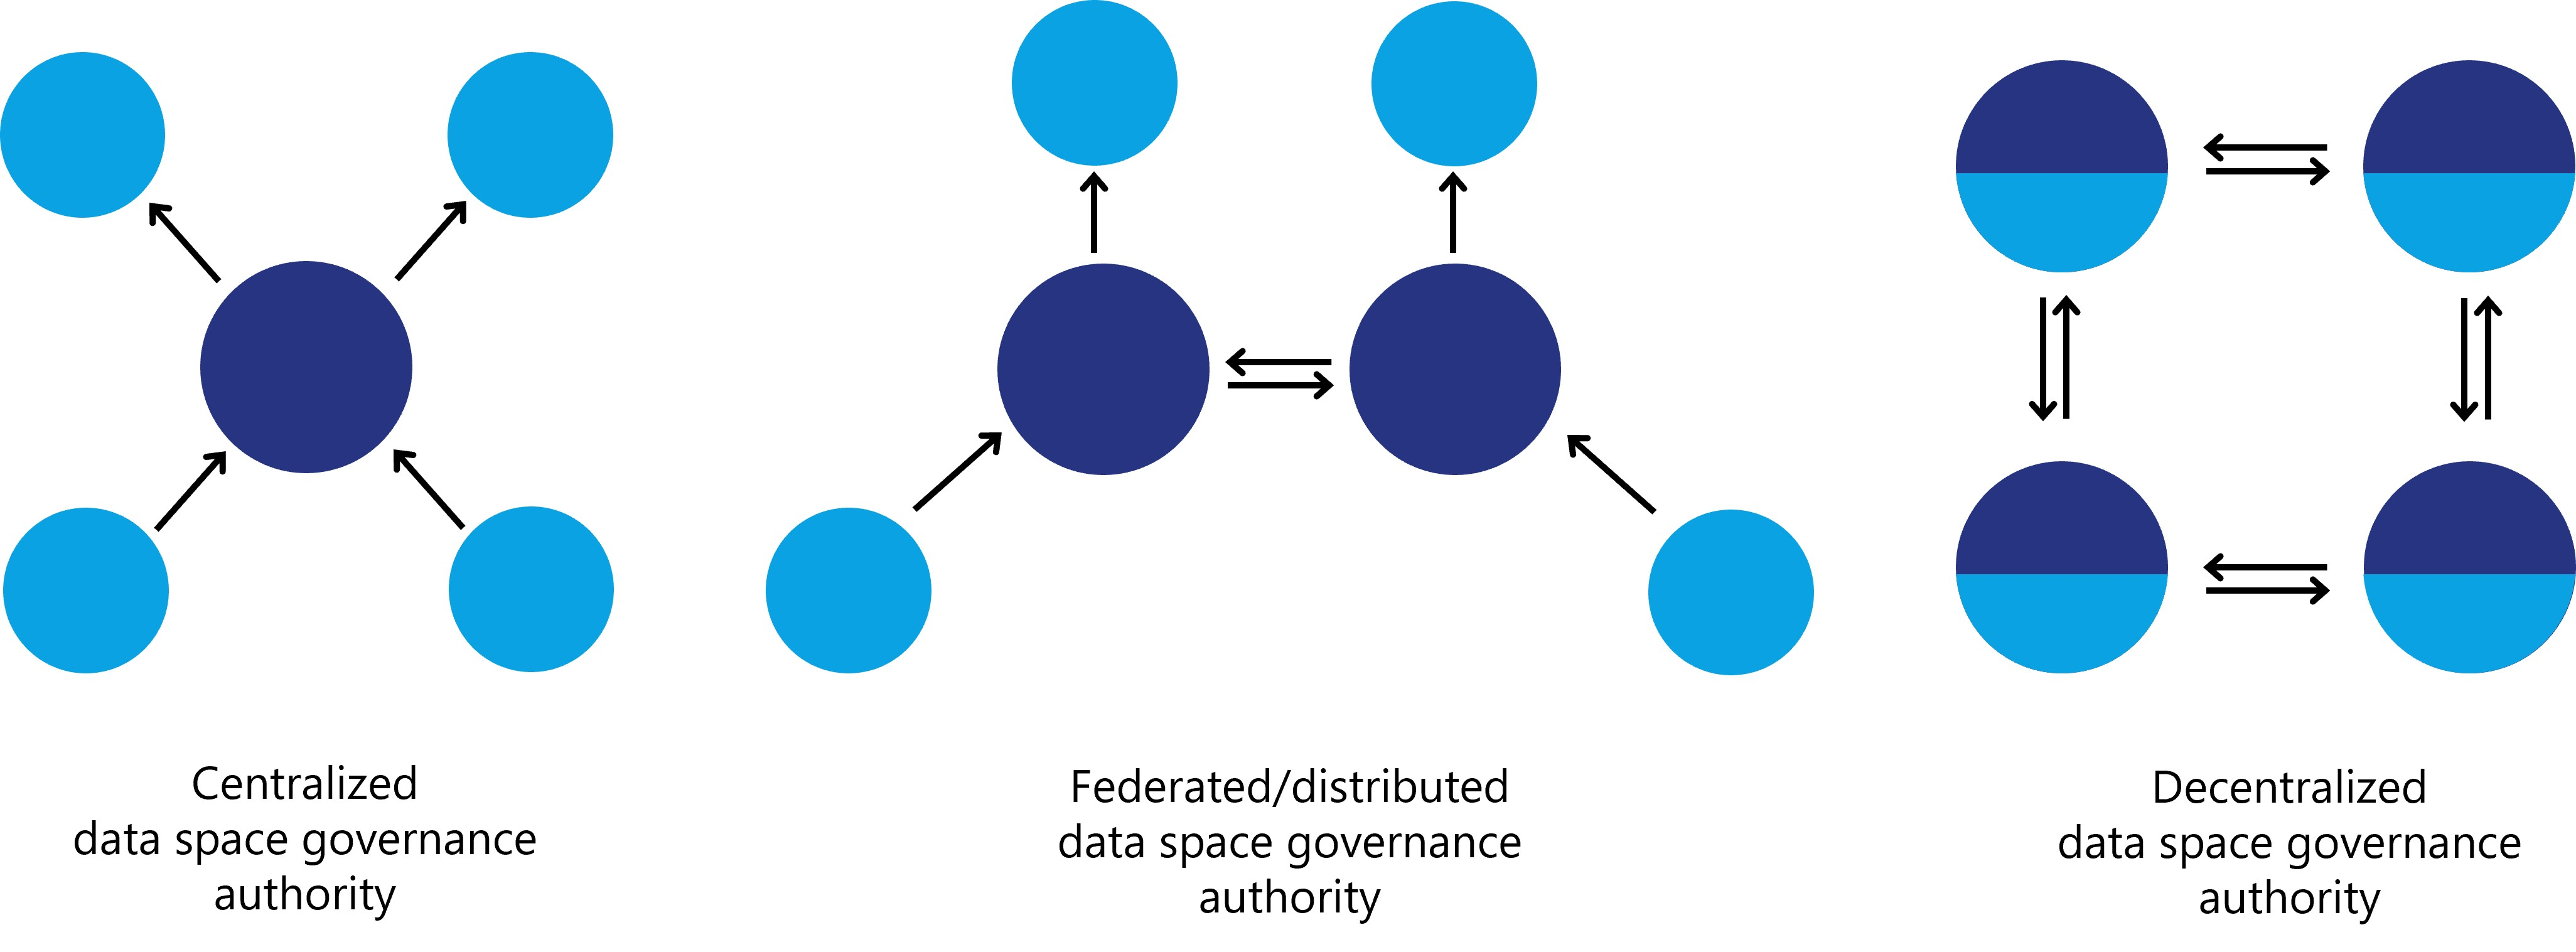 Centralized
data space governance
authority
Federated/distributed
data space governance
authority
Decentralized
data space governance
authority